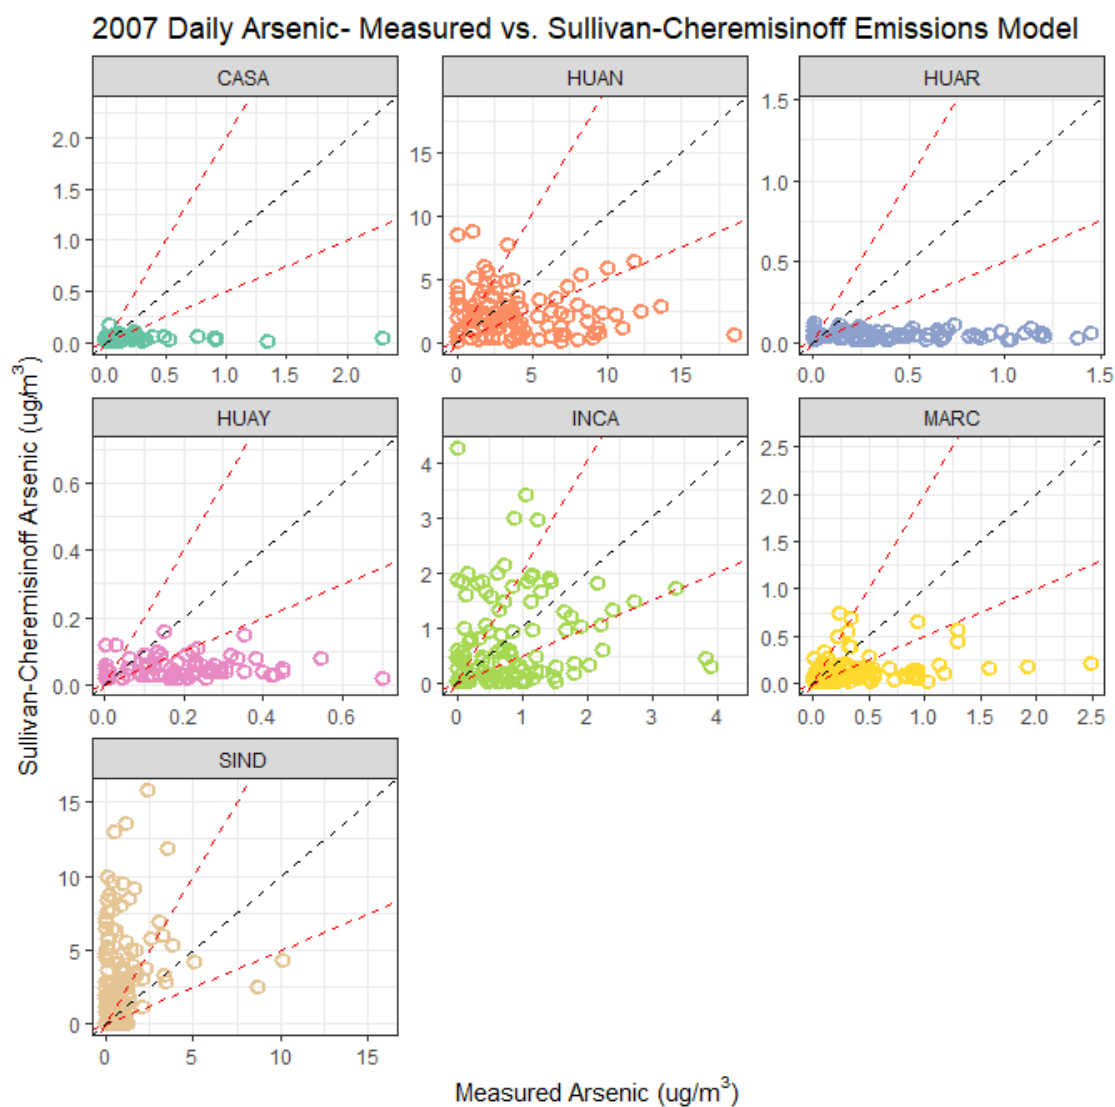 2007 Daily Arsenic- Measured vs. Sullivan-Cheremisinoff Emissions Model
CASA
HUAN
HUAR
2.0
1.5
1.0
0.5
0.0
0.0 0.5 1.0 1.5 2.0
15
10
5
0
0 5 10 15
1.5
1.0
0.5
0.0
0.0 0.5 1.0 1.5
HUAY
INCA
MARC
0.6
0.4
0.2
0.0
0.0 0.2 0.4 0.6
4
3
2
1
0
0 1 2 3 4
2.5
2.0
1.5
1.0
0.5
0.0
0.0 0.5 1.0 1.5 2.0 2.5
SIND
15
10
5
0
0 5 10 15
Sullivan-Cheremisinoff Arsenic (ug/m³)
Measured Arsenic (ug/m³)